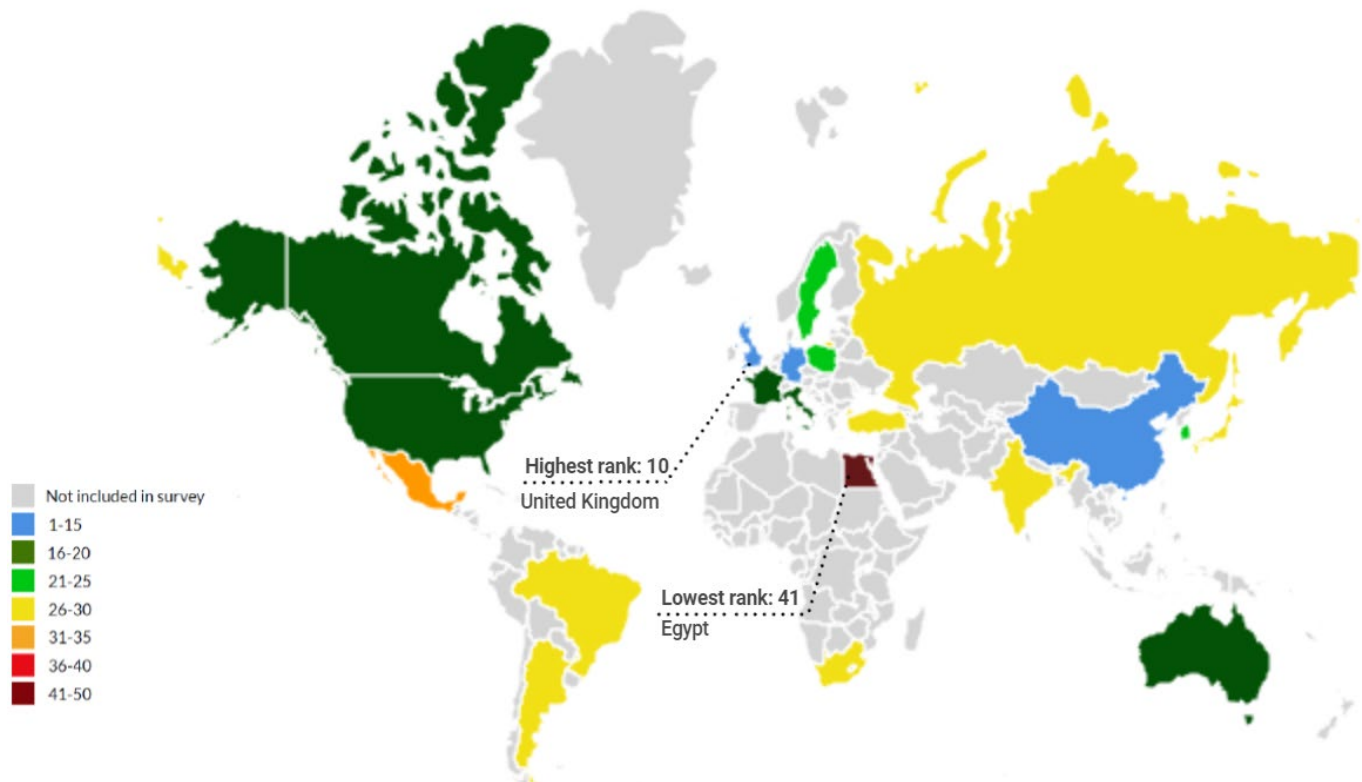 Highest rank: 10
United Kingdom
Lowest rank: 41
Egypt
Not included in survey
1-15
16-20
21-25
26-30
31-35
36-40
41-50